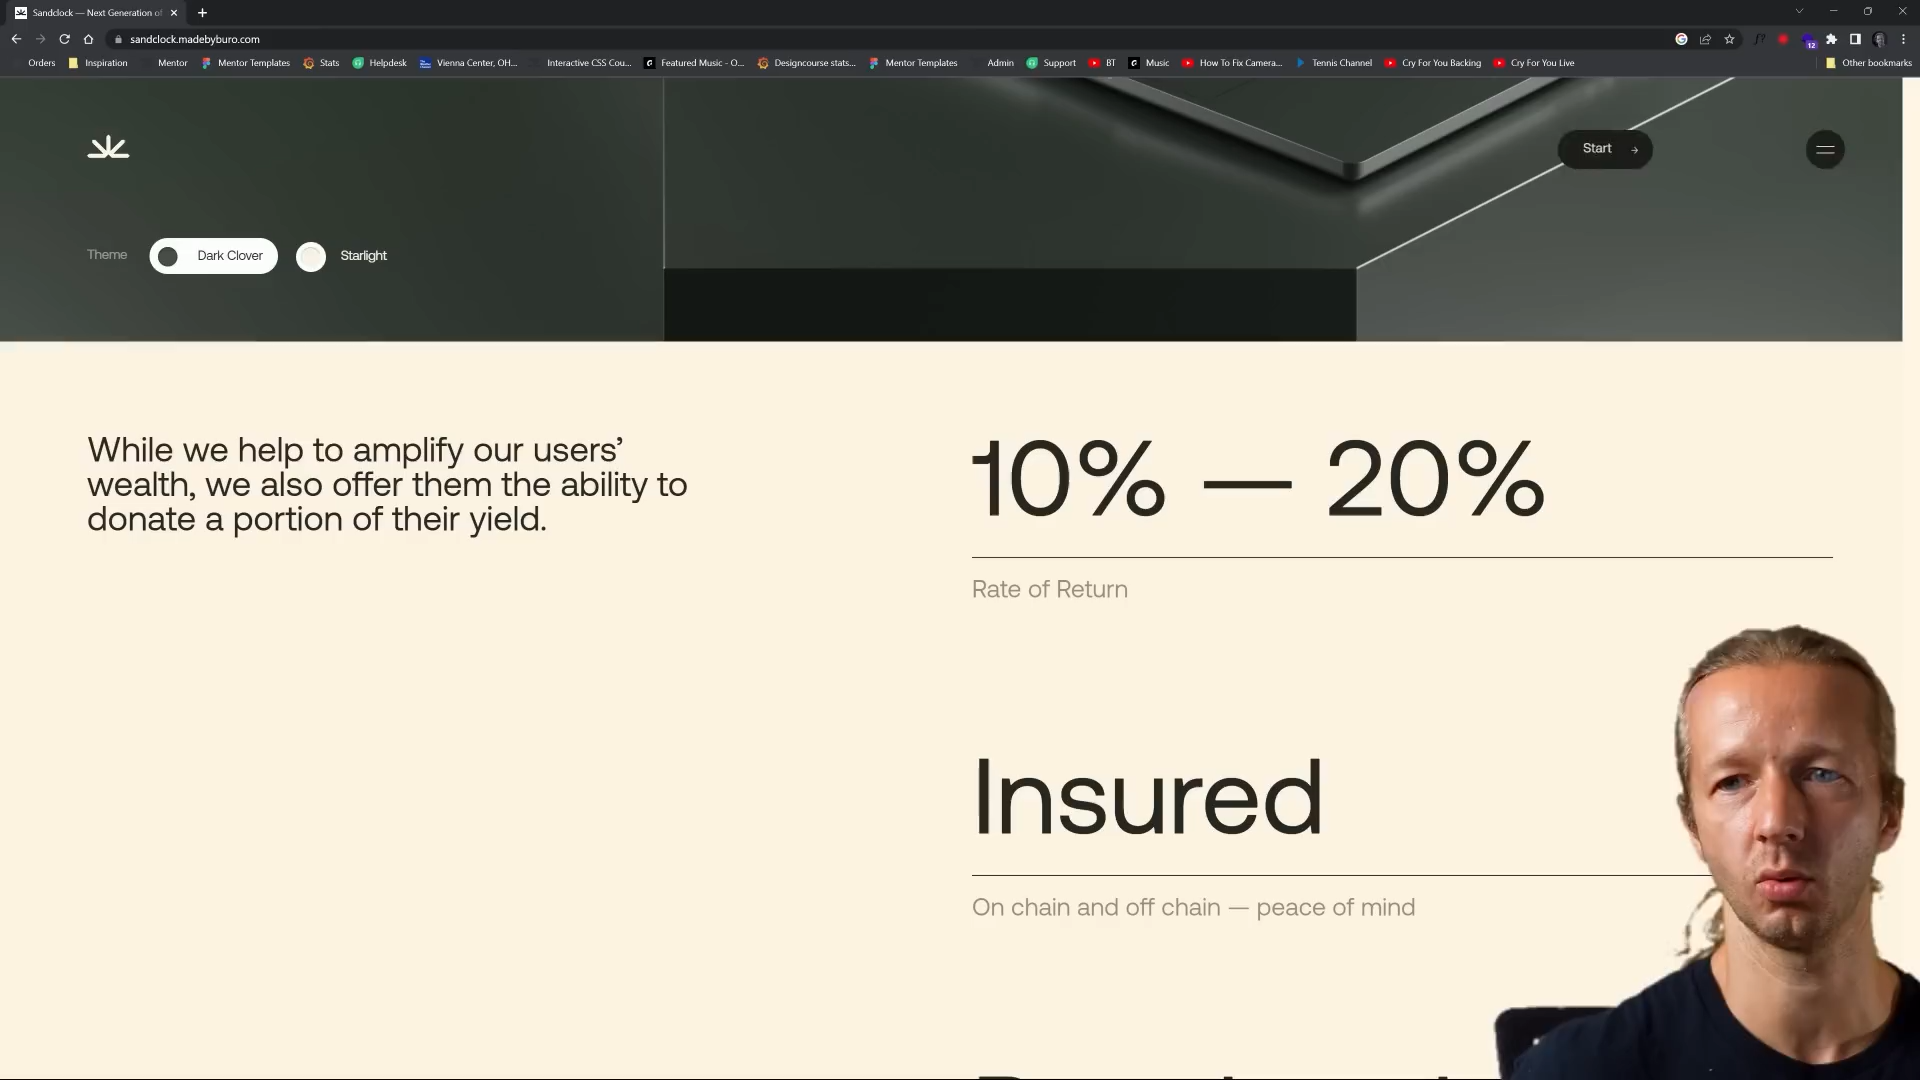 Sandclock — Next Generation of
sandclock.madebyburo.com
12
Orders
Inspiration
Mentor
Mentor Templates
Stats
Helpdesk
Vienna Center, OH...
Interactive CSS Cou...
Featured Music - O...
Designcourse stats...
Mentor Templates
Admin
Support
BT
Music
How To Fix Camera...
Tennis Channel
Cry For You Backing
Cry For You Live
Other bookmarks
Start →
Theme
Dark Clover
Starlight
While we help to amplify our users’
wealth, we also offer them the ability to
donate a portion of their yield.
10% — 20%
Rate of Return
Insured
On chain and off chain — peace of mind